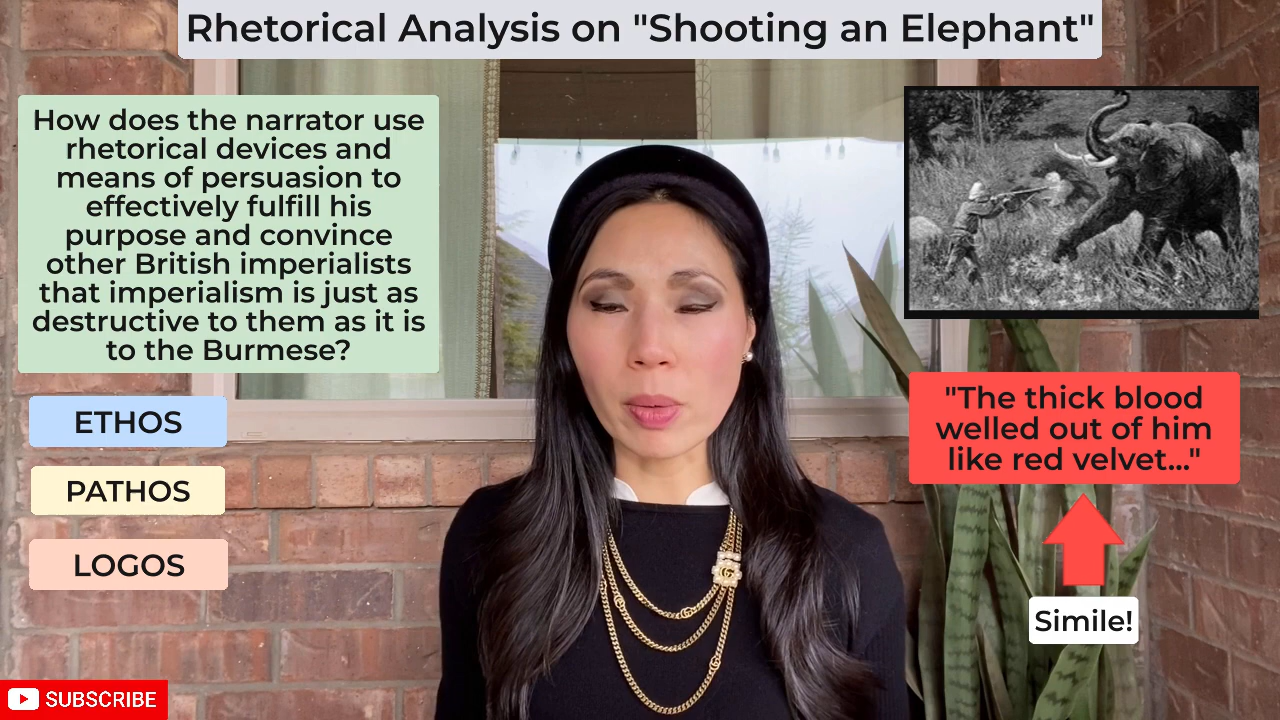 Rhetorical Analysis on "Shooting an Elephant"
How does the narrator use
rhetorical devices and
means of persuasion to
effectively fulfill his
purpose and convince
other British imperialists
that imperialism is just as
destructive to them as it is
to the Burmese?
ETHOS
PATHOS
LOGOS
"The thick blood
welled out of him
like red velvet..."
Simile!
SUBSCRIBE